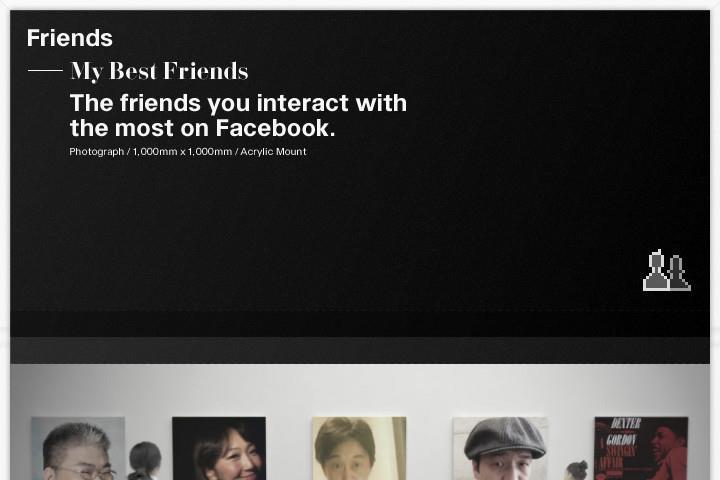 Friends
My Best Friends
The friends you interact with
the most on Facebook.
Photograph / 1,000mm x 1,000mm / Acrylic Mount
DEXTER
GORDON
SWINGIN'
AFFAIR